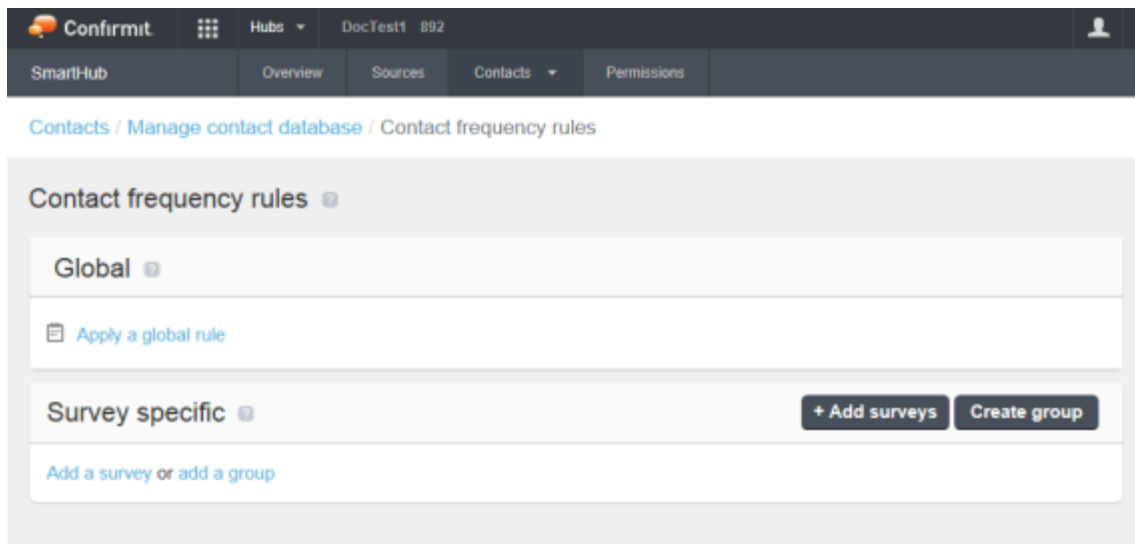 Confirmit. Hubs DocTest1 892
SmartHub Overview Sources Contacts Permissions
Contacts / Manage contact database / Contact frequency rules
Contact frequency rules ?
Global ?
Apply a global rule
Survey specific ? + Add surveys Create group
Add a survey or add a group